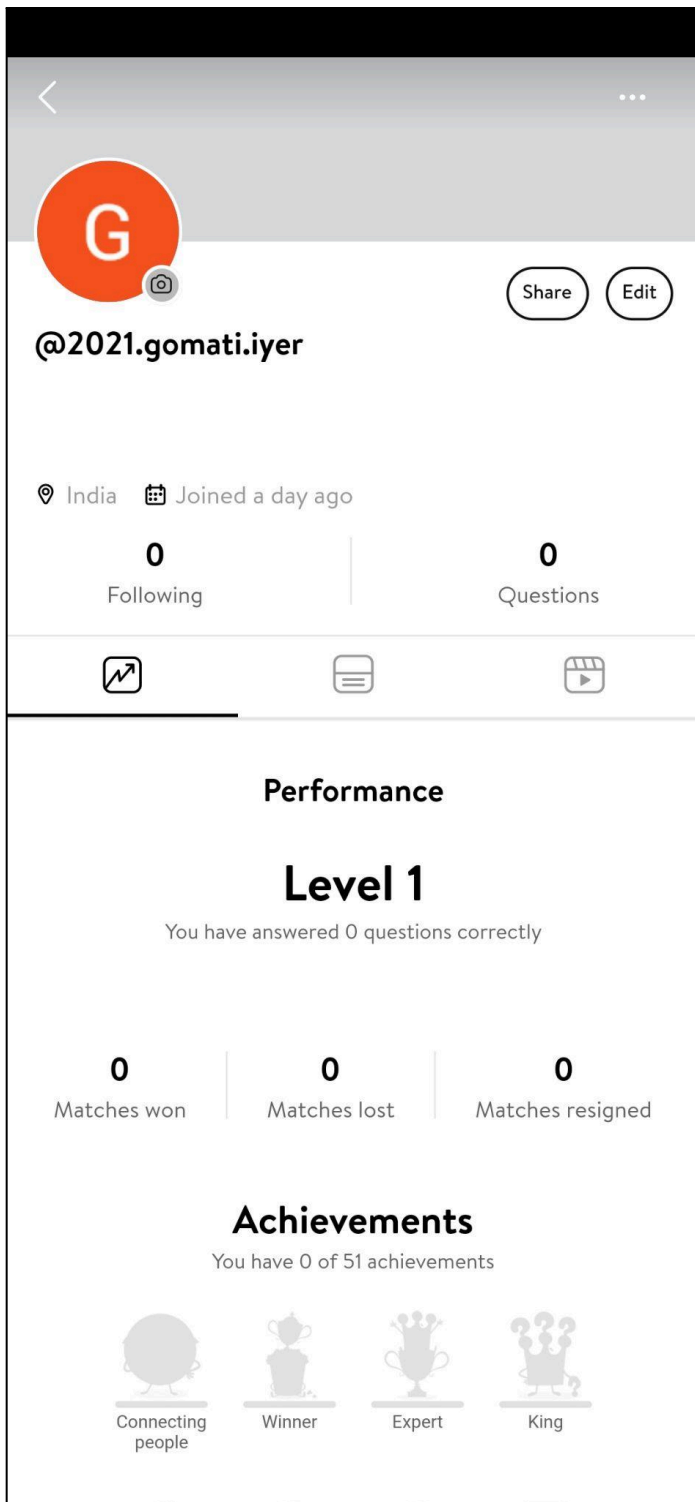 G
Share Edit
@2021.gomati.iyer
India Joined a day ago
0 0
Following Questions
Performance
Level 1
You have answered 0 questions correctly
0 0 0
Matches won Matches lost Matches resigned
Achievements
You have 0 of 51 achievements
Connecting people Winner Expert King